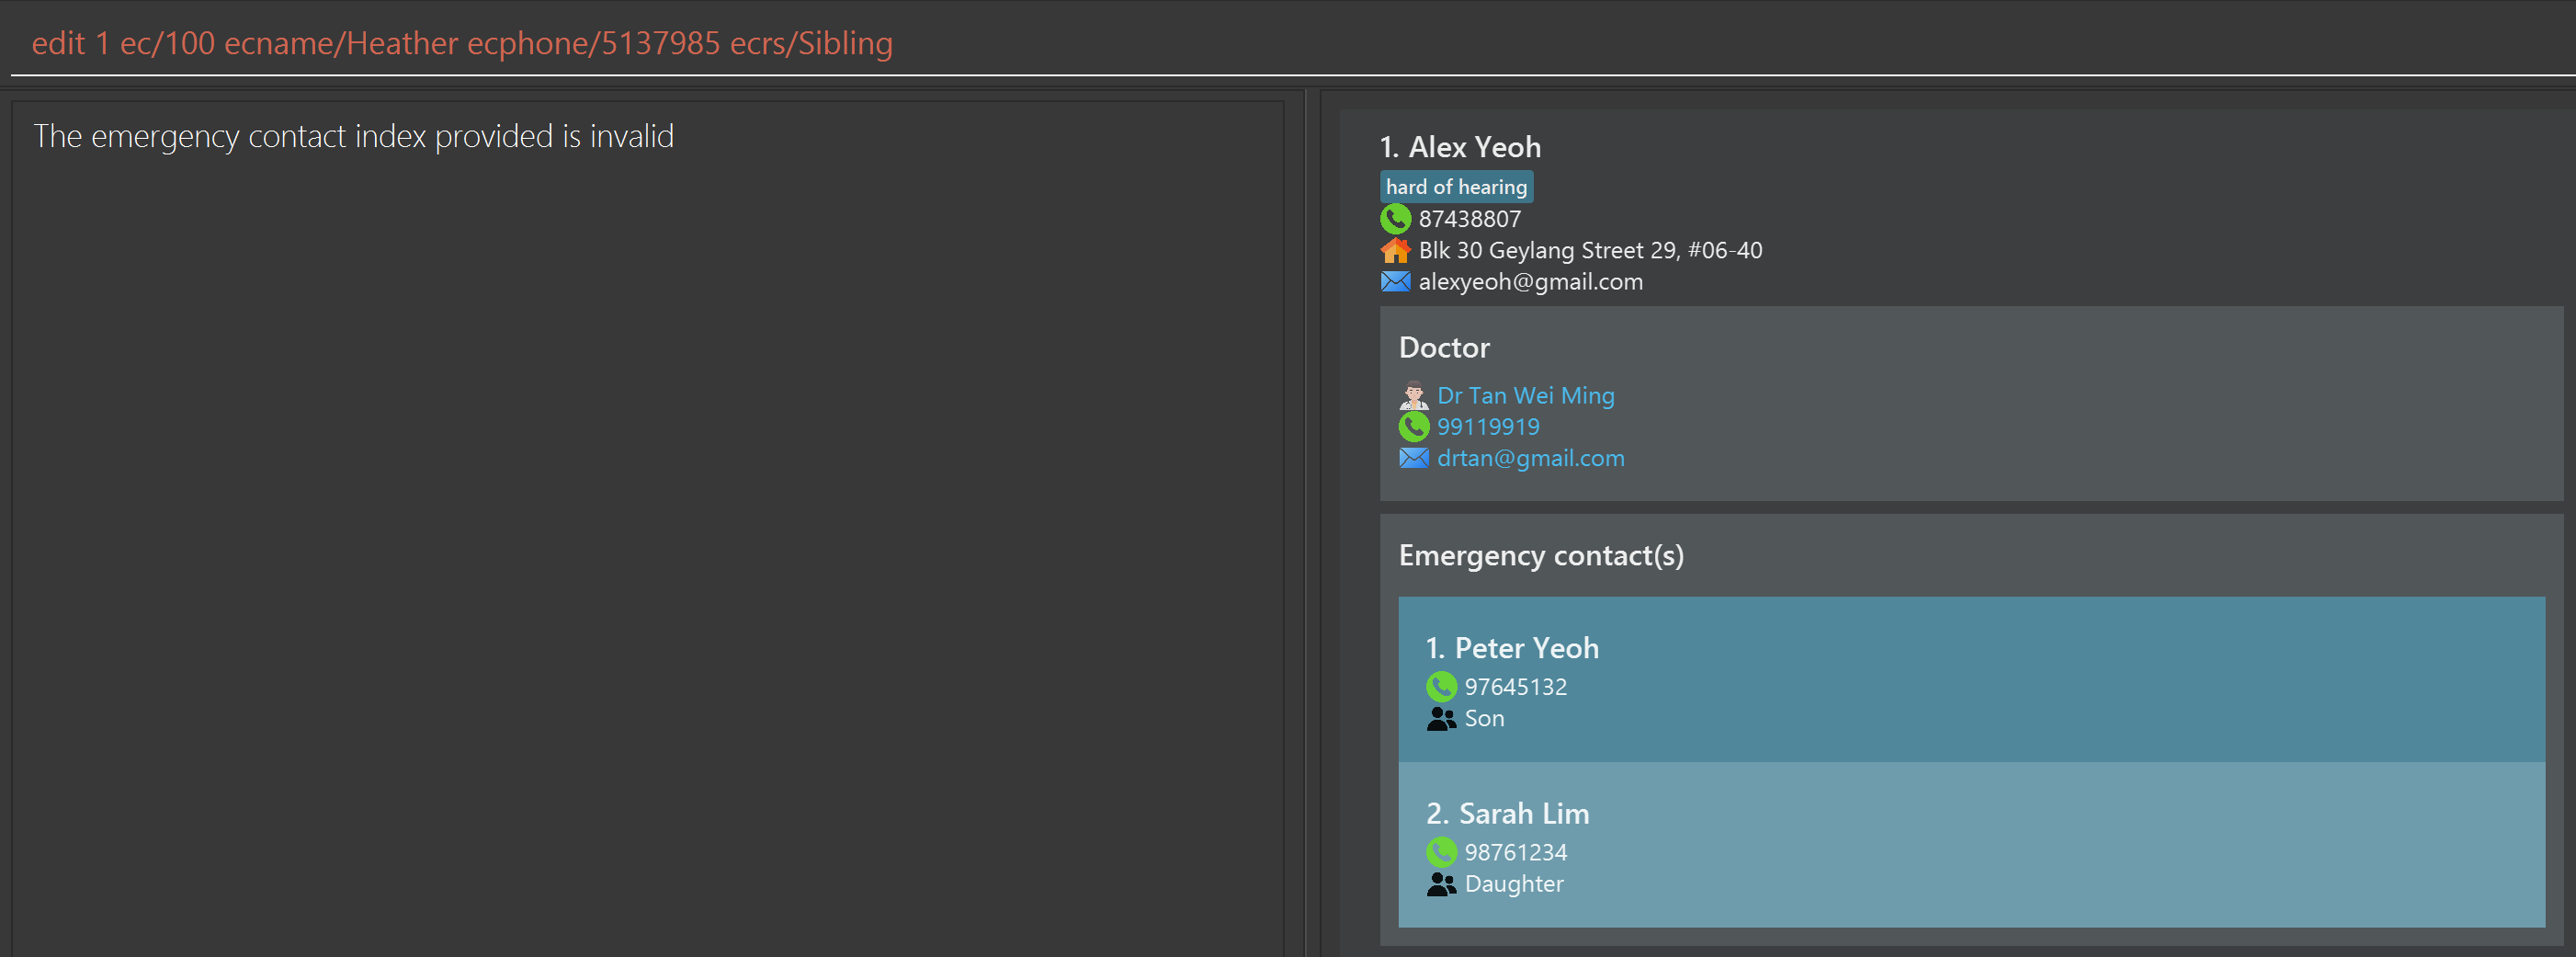 edit 1 ec/100 ecname/Heather ecphone/5137985 ecrs/Sibling
The emergency contact index provided is invalid
1. Alex Yeoh
hard of hearing
87438807
Blk 30 Geylang Street 29, #06-40
alexyeoh@gmail.com
Doctor
Dr Tan Wei Ming
99119919
drtan@gmail.com
Emergency contact(s)
1. Peter Yeoh
97645132
Son
2. Sarah Lim
98761234
Daughter